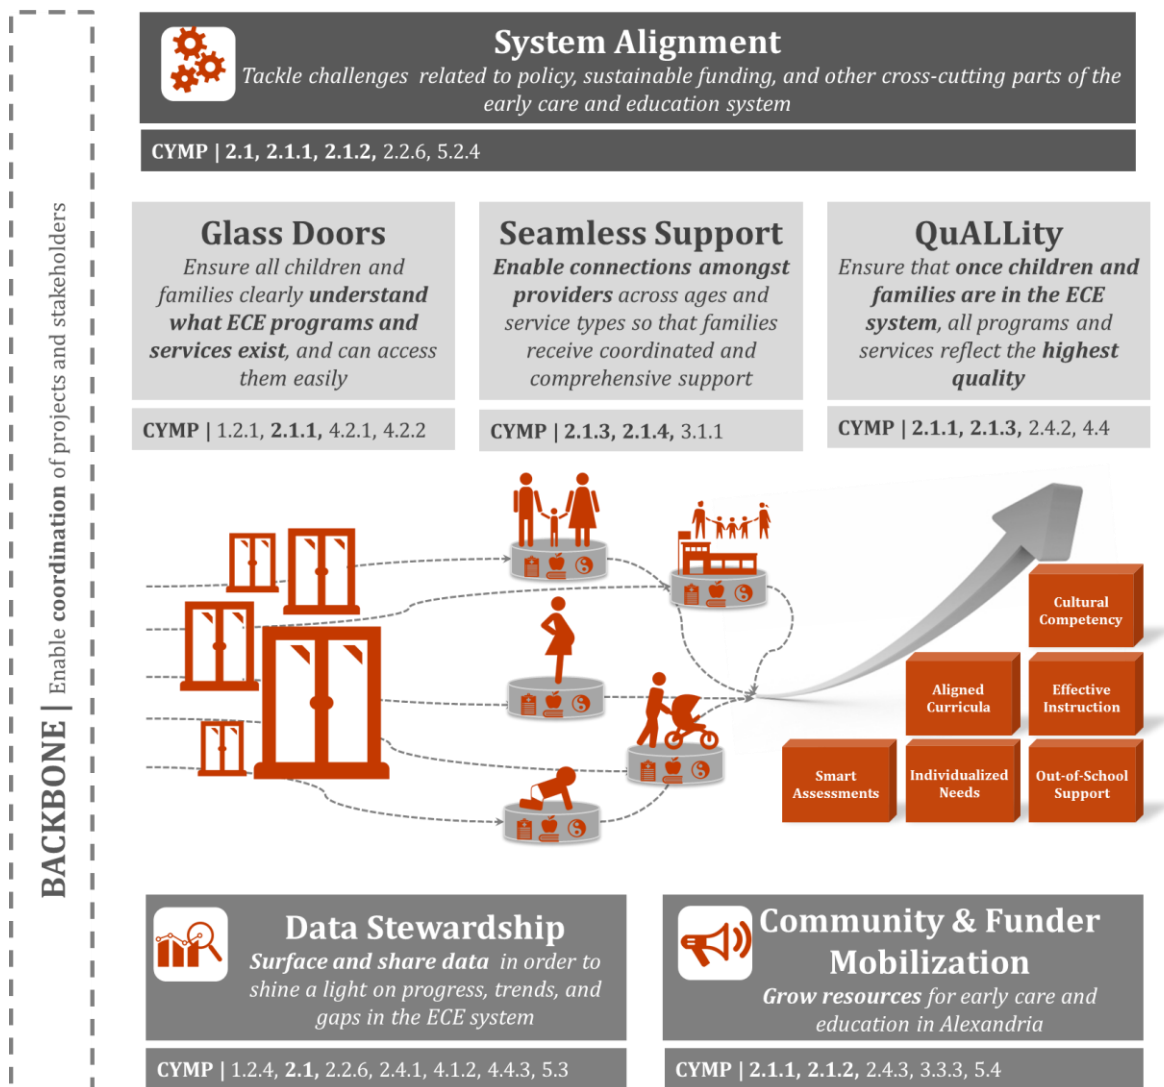 BACKBONE | Enable coordination of projects and stakeholders
System Alignment
Tackle challenges related to policy, sustainable funding, and other cross-cutting parts of the
early care and education system
CYMP | 2.1, 2.1.1, 2.1.2, 2.2.6, 5.2.4
Glass Doors
Ensure all children and
families clearly understand
what ECE programs and
services exist, and can access
them easily
CYMP | 1.2.1, 2.1.1, 4.2.1, 4.2.2
Seamless Support
Enable connections amongst
providers across ages and
service types so that families
receive coordinated and
comprehensive support
CYMP | 2.1.3, 2.1.4, 3.1.1
QuALLity
Ensure that once children and
families are in the ECE
system, all programs and
services reflect the highest
quality
CYMP | 2.1.1, 2.1.3, 2.4.2, 4.4
Cultural
Competency
Aligned
Curricula
Effective
Instruction
Smart
Assessments
Individualized
Needs
Out-of-School
Support
Data Stewardship
Surface and share data in order to
shine a light on progress, trends, and
gaps in the ECE system
CYMP | 1.2.4, 2.1, 2.2.6, 2.4.1, 4.1.2, 4.4.3, 5.3
Community & Funder
Mobilization
Grow resources for early care and
education in Alexandria
CYMP | 2.1.1, 2.1.2, 2.4.3, 3.3.3, 5.4